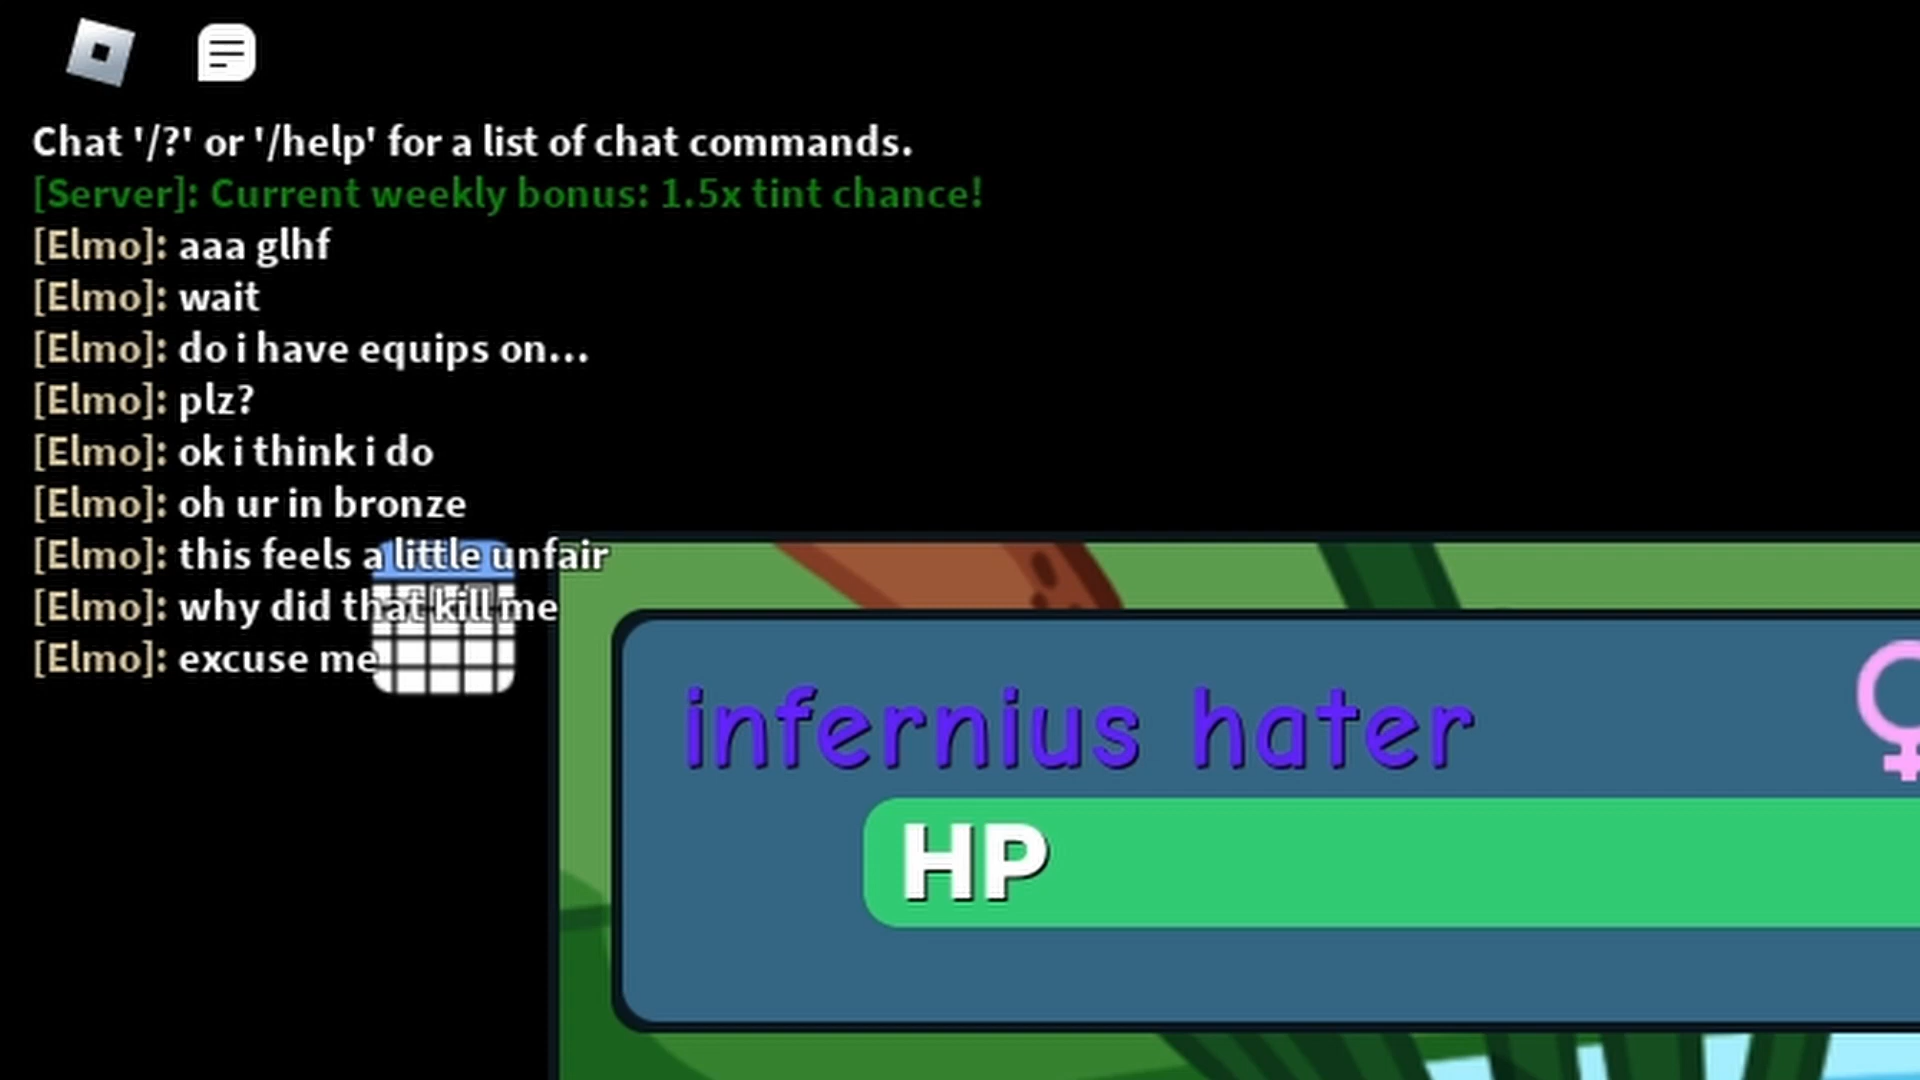 Chat '/?' or '/help' for a list of chat commands.
[Server]: Current weekly bonus: 1.5x tint chance!
[Elmo]: aaa glhf
[Elmo]: wait
[Elmo]: do i have equips on...
[Elmo]: plz?
[Elmo]: ok i think i do
[Elmo]: oh ur in bronze
[Elmo]: this feels a little unfair
[Elmo]: why did that kill me
[Elmo]: excuse me
infernius hater
HP